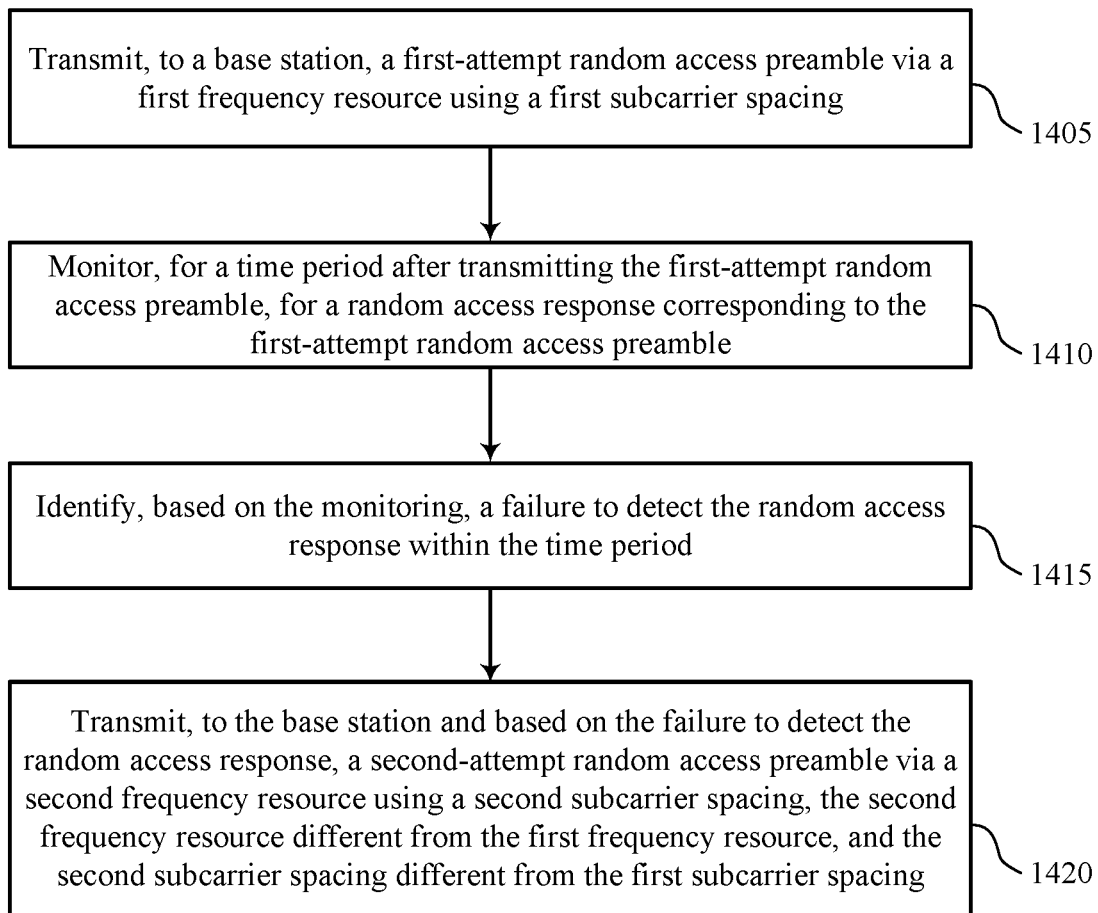 Transmit, to a base station, a first-attempt random access preamble via a
first frequency resource using a first subcarrier spacing
1405
Monitor, for a time period after transmitting the first-attempt random
access preamble, for a random access response corresponding to the
first-attempt random access preamble
1410
Identify, based on the monitoring, a failure to detect the random access
response within the time period
1415
Transmit, to the base station and based on the failure to detect the
random access response, a second-attempt random access preamble via a
second frequency resource using a second subcarrier spacing, the second
frequency resource different from the first frequency resource, and the
second subcarrier spacing different from the first subcarrier spacing
1420